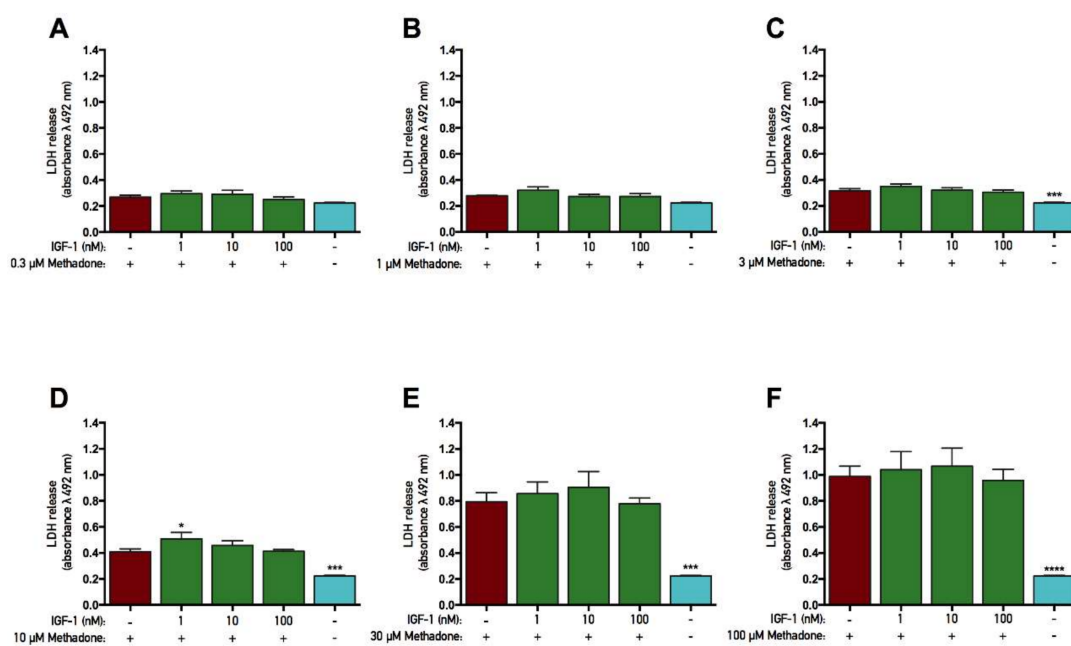 A
LDH release
(absorbance λ 492 nm)
1.4
1.2
1.0
0.8
0.6
0.4
0.2
0.0
IGF-1 (nM): - 1 10 100 -
0.3 µM Methadone: + + + + -
B
LDH release
(absorbance λ 492 nm)
1.4
1.2
1.0
0.8
0.6
0.4
0.2
0.0
IGF-1 (nM): - 1 10 100 -
1 µM Methadone: + + + + -
C
LDH release
(absorbance λ 492 nm)
1.4
1.2
1.0
0.8
0.6
0.4
0.2
0.0
***
IGF-1 (nM): - 1 10 100 -
3 µM Methadone: + + + + -
D
LDH release
(absorbance λ 492 nm)
1.4
1.2
1.0
0.8
0.6
0.4
0.2
0.0
*
***
IGF-1 (nM): - 1 10 100 -
10 µM Methadone: + + + + -
E
LDH release
(absorbance λ 492 nm)
1.4
1.2
1.0
0.8
0.6
0.4
0.2
0.0
***
IGF-1 (nM): - 1 10 100 -
30 µM Methadone: + + + + -
F
LDH release
(absorbance λ 492 nm)
1.4
1.2
1.0
0.8
0.6
0.4
0.2
0.0
****
IGF-1 (nM): - 1 10 100 -
100 µM Methadone: + + + + -